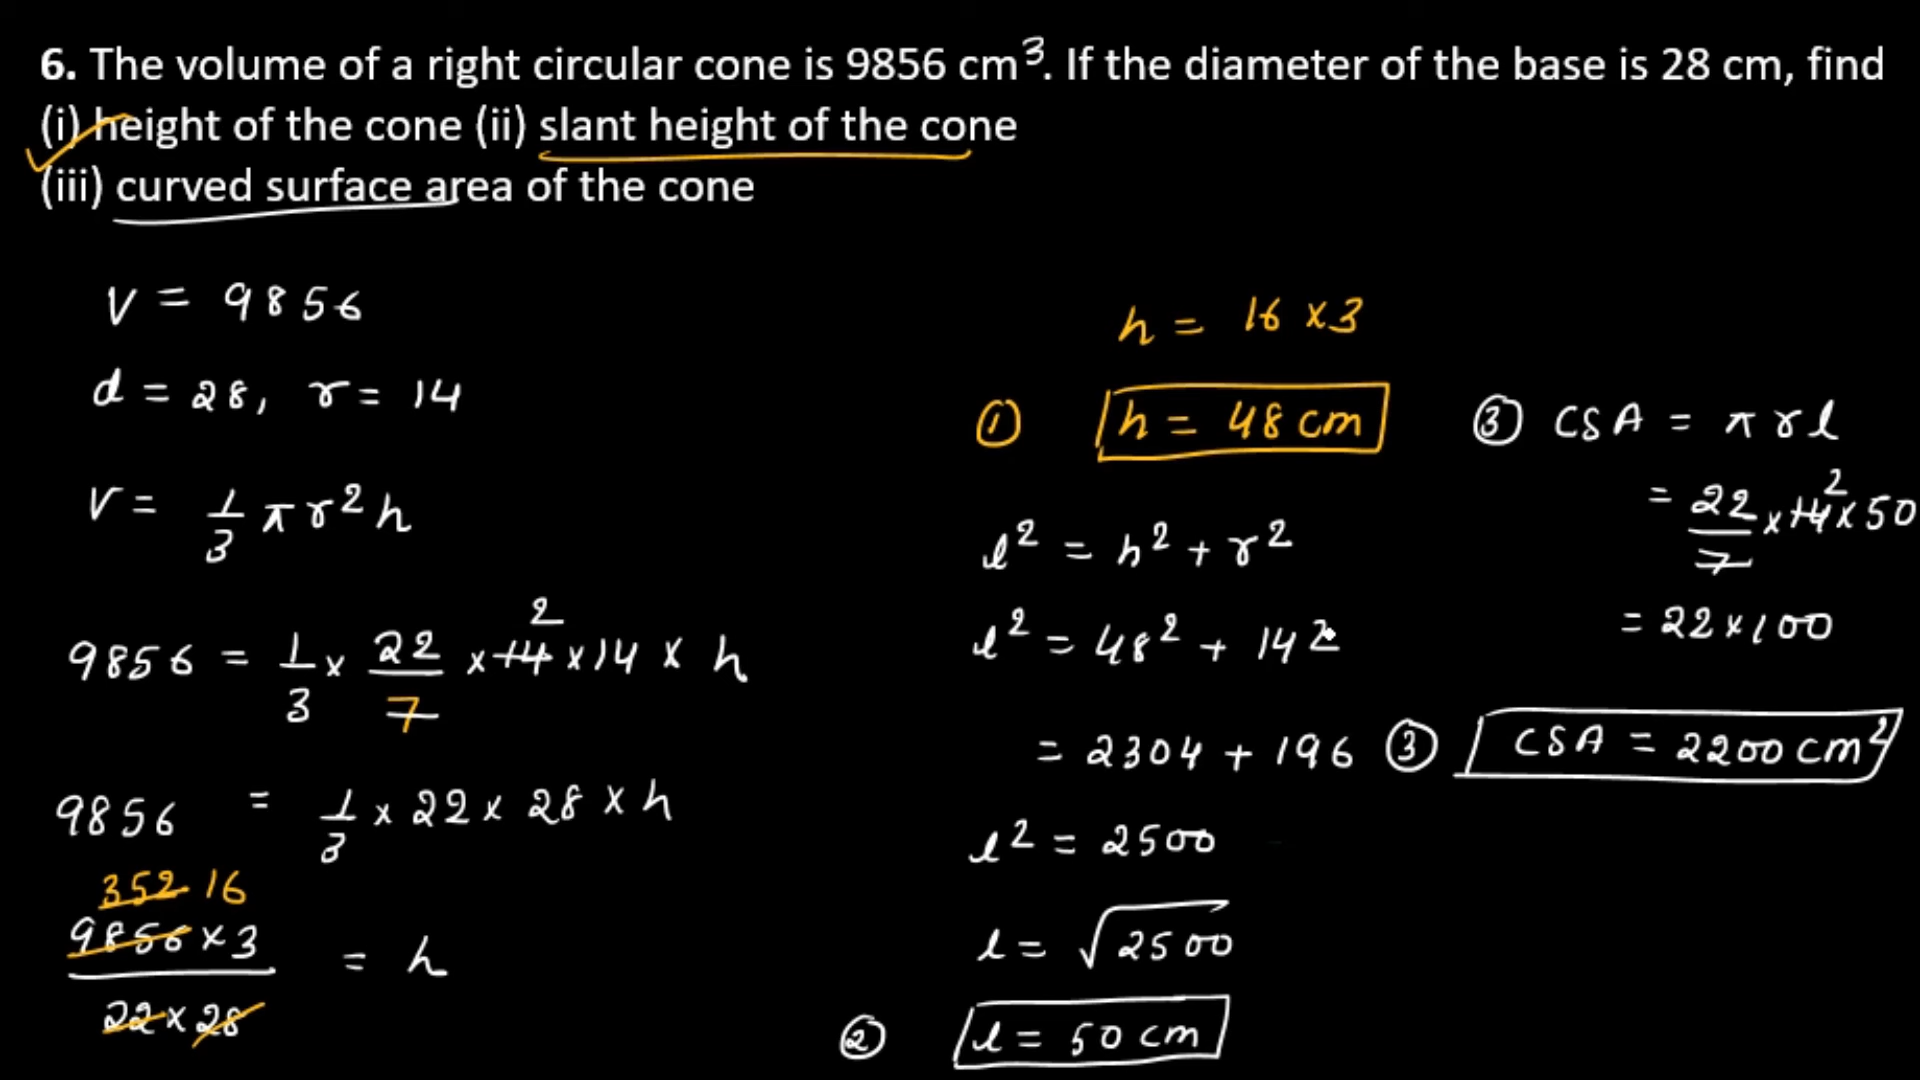 6. The volume of a right circular cone is 9856 cm³. If the diameter of the base is 28 cm, find
(i) height of the cone (ii) slant height of the cone
(iii) curved surface area of the cone
V = 9856
d = 28, r = 14
V = 1/3 π r² h
2
9856 = 1/3 × 22/7 × 14 × 14 × h
9856 = 1/3 × 22 × 28 × h
352 16
9856 × 3 / 22 × 28 = h
h = 16 × 3
① h = 48 cm
l² = h² + r²
l² = 48² + 14²
= 2304 + 196
l² = 2500
l = √2500
② l = 50 cm
③ CSA = π r l
2
= 22/7 × 14 × 50
= 22 × 100
③ CSA = 2200 cm²